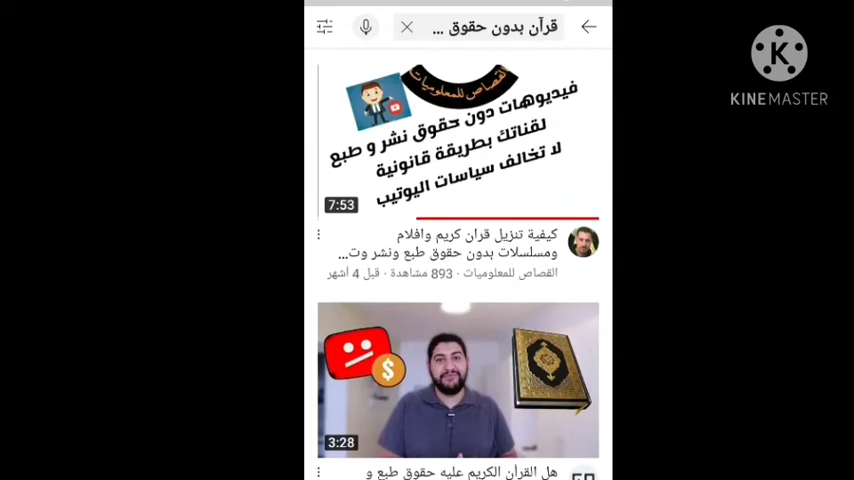 قرآن بدون حقوق ...
KINEMASTER
القصاص للمعلوميات
فيديوهات دون حقوق نشر و طبع
لقناتك بطريقة قانونية
لا تخالف سياسات اليوتيب
7:53
كيفية تنزيل قران كريم وافلام
ومسلسلات بدون حقوق طبع ونشر وت...
القصاص للمعلوميات · 893 مشاهدة · قبل 4 أشهر
$
3:28
هل القرأن الكريم عليه حقوق طبع و